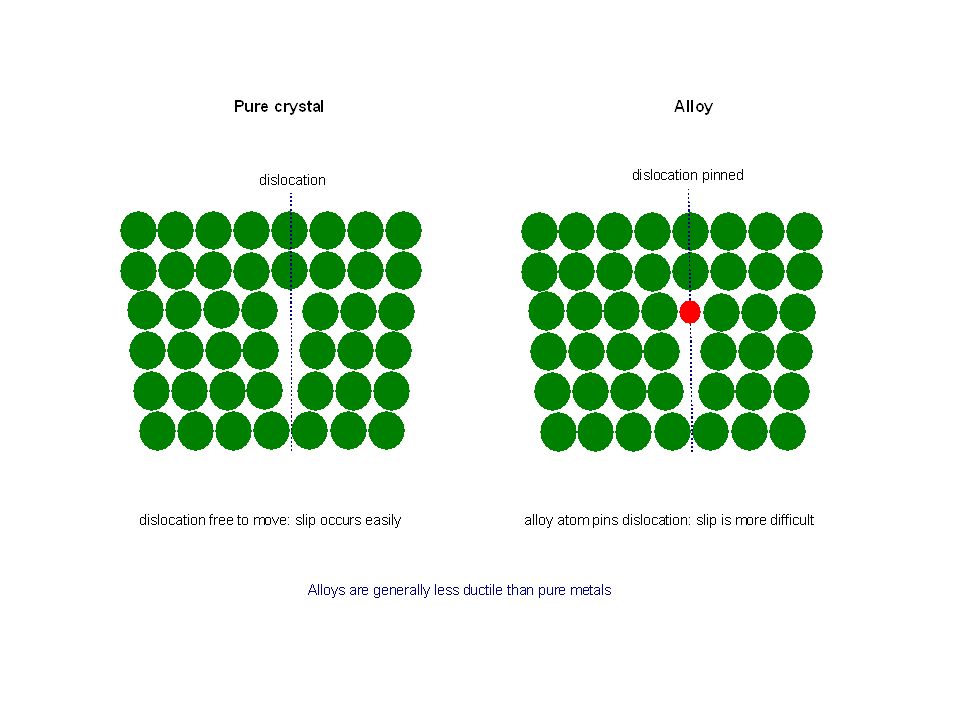 Pure crystal
Alloy
dislocation
dislocation pinned
dislocation free to move: slip occurs easily
alloy atom pins dislocation: slip is more difficult
Alloys are generally less ductile than pure metals